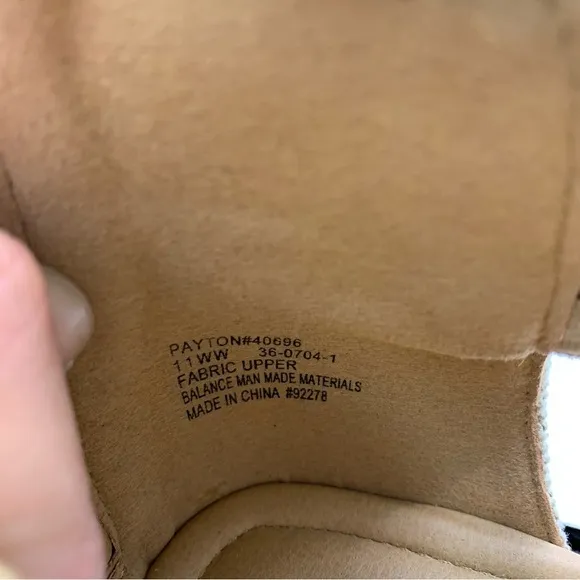 PAYTON#40696
11WW 36-0704-1
FABRIC UPPER
BALANCE MAN MADE MATERIALS
MADE IN CHINA #92278